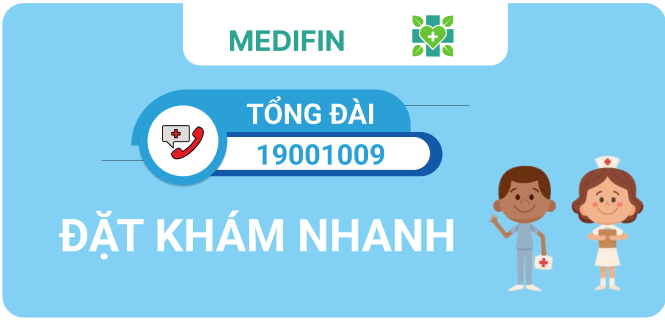 MEDIFIN
TỔNG ĐÀI
19001009
ĐẶT KHÁM NHANH